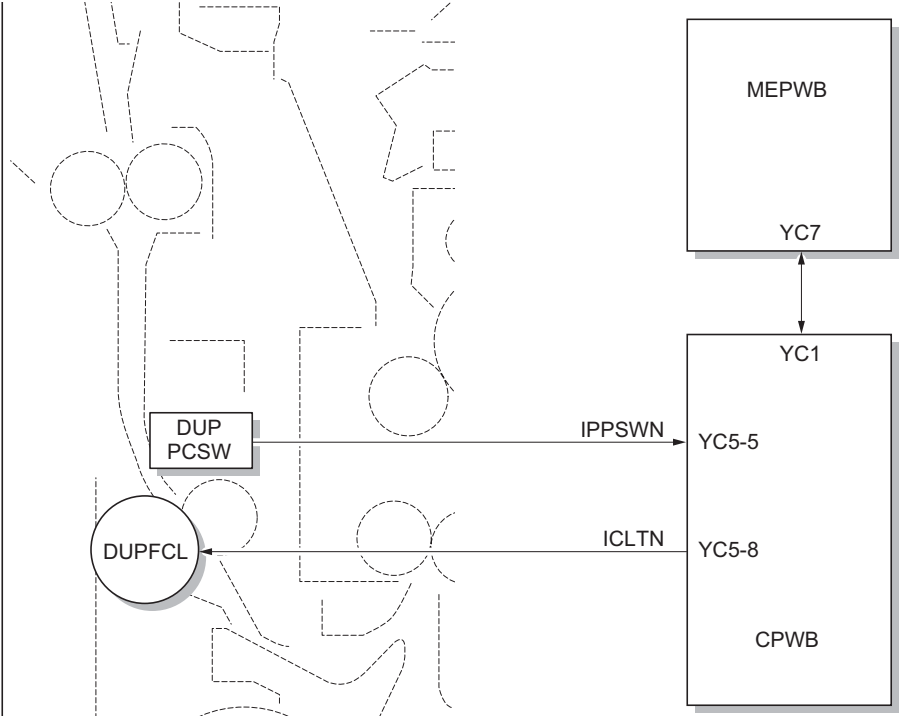 MEPWB
YC7
YC1
DUP
PCSW
IPPSWN
YC5-5
DUPFCL
ICLTN
YC5-8
CPWB